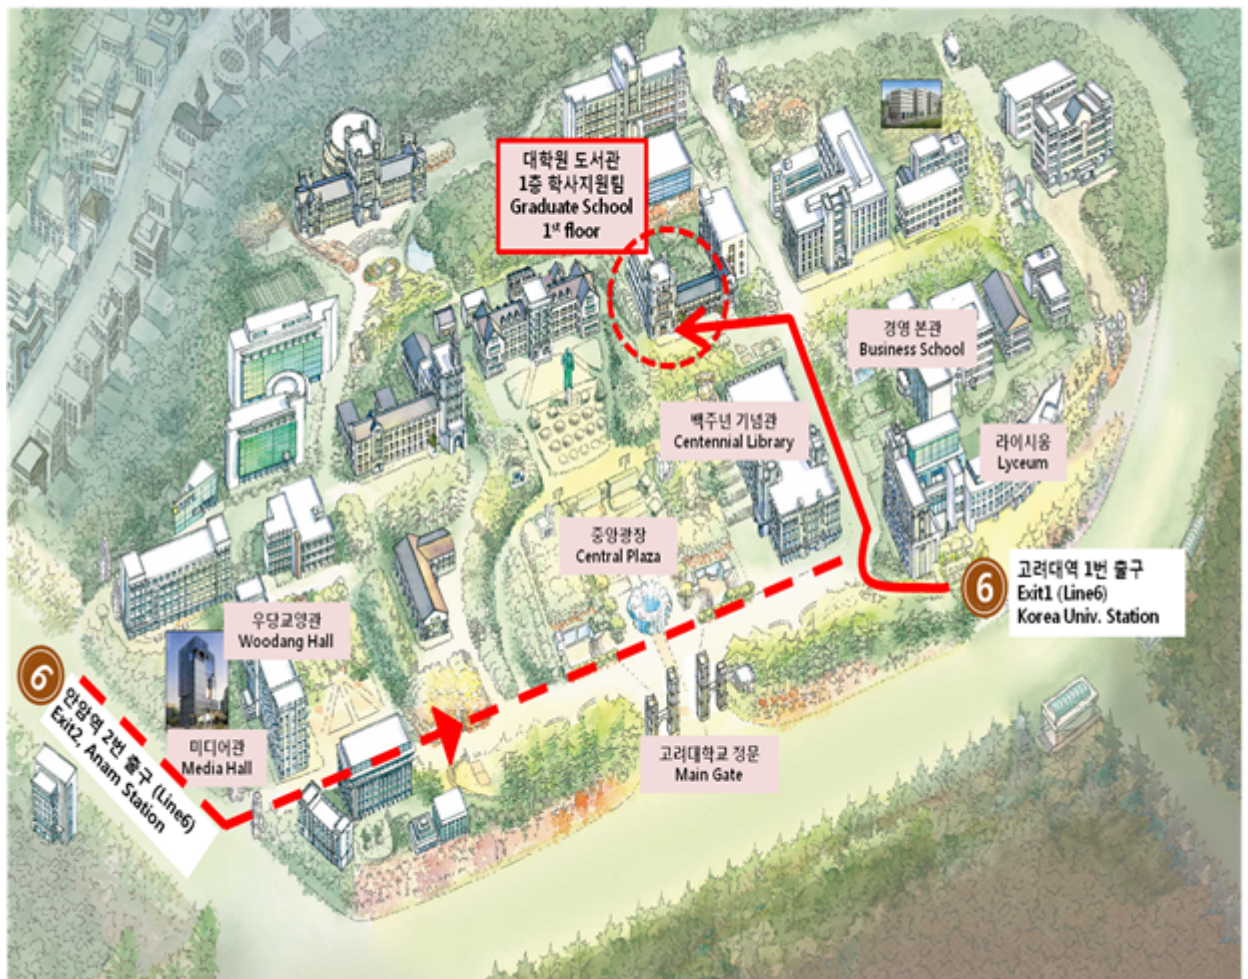 대학원 도서관
1층 학사지원팀
Graduate School
1st floor
경영 본관
Business School
백주년 기념관
Centennial Library
라이시움
Lyceum
중앙광장
Central Plaza
6
고려대역 1번 출구
Exit1 (Line6)
Korea Univ. Station
우당교양관
Woodang Hall
6
안암역 2번 출구 (Line6)
Exit2, Anam Station
미디어관
Media Hall
고려대학교 정문
Main Gate